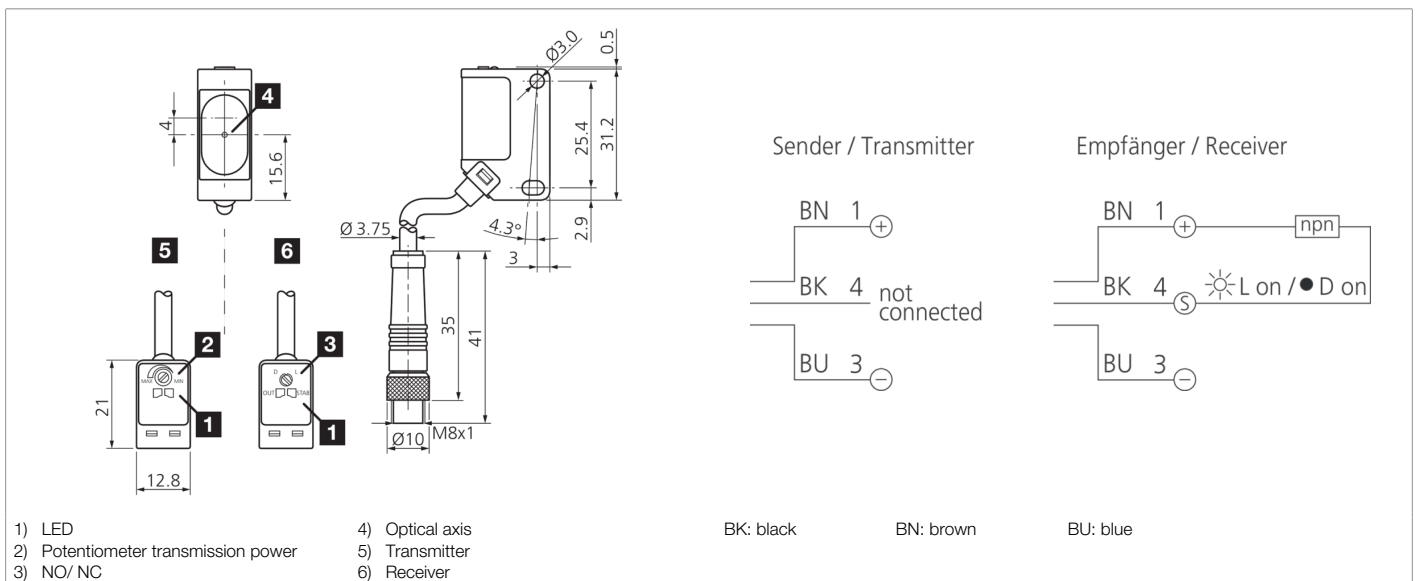 4
4
15.6
5
6
2
MAX
MIN
1
21
12.8
3
D
L
OUT
STAB
1
Ø3.0
0.5
25.4
31.2
2.9
4.3°
3
Ø 3.75
35
41
M8x1
Ø10
Sender / Transmitter
BN 1 +
BK 4 not
connected
BU 3 −
Empfänger / Receiver
BN 1 + npn
BK 4 S L on / D on
BU 3 −
1) LED
2) Potentiometer transmission power
3) NO/ NC
4) Optical axis
5) Transmitter
6) Receiver
BK: black
BN: brown
BU: blue